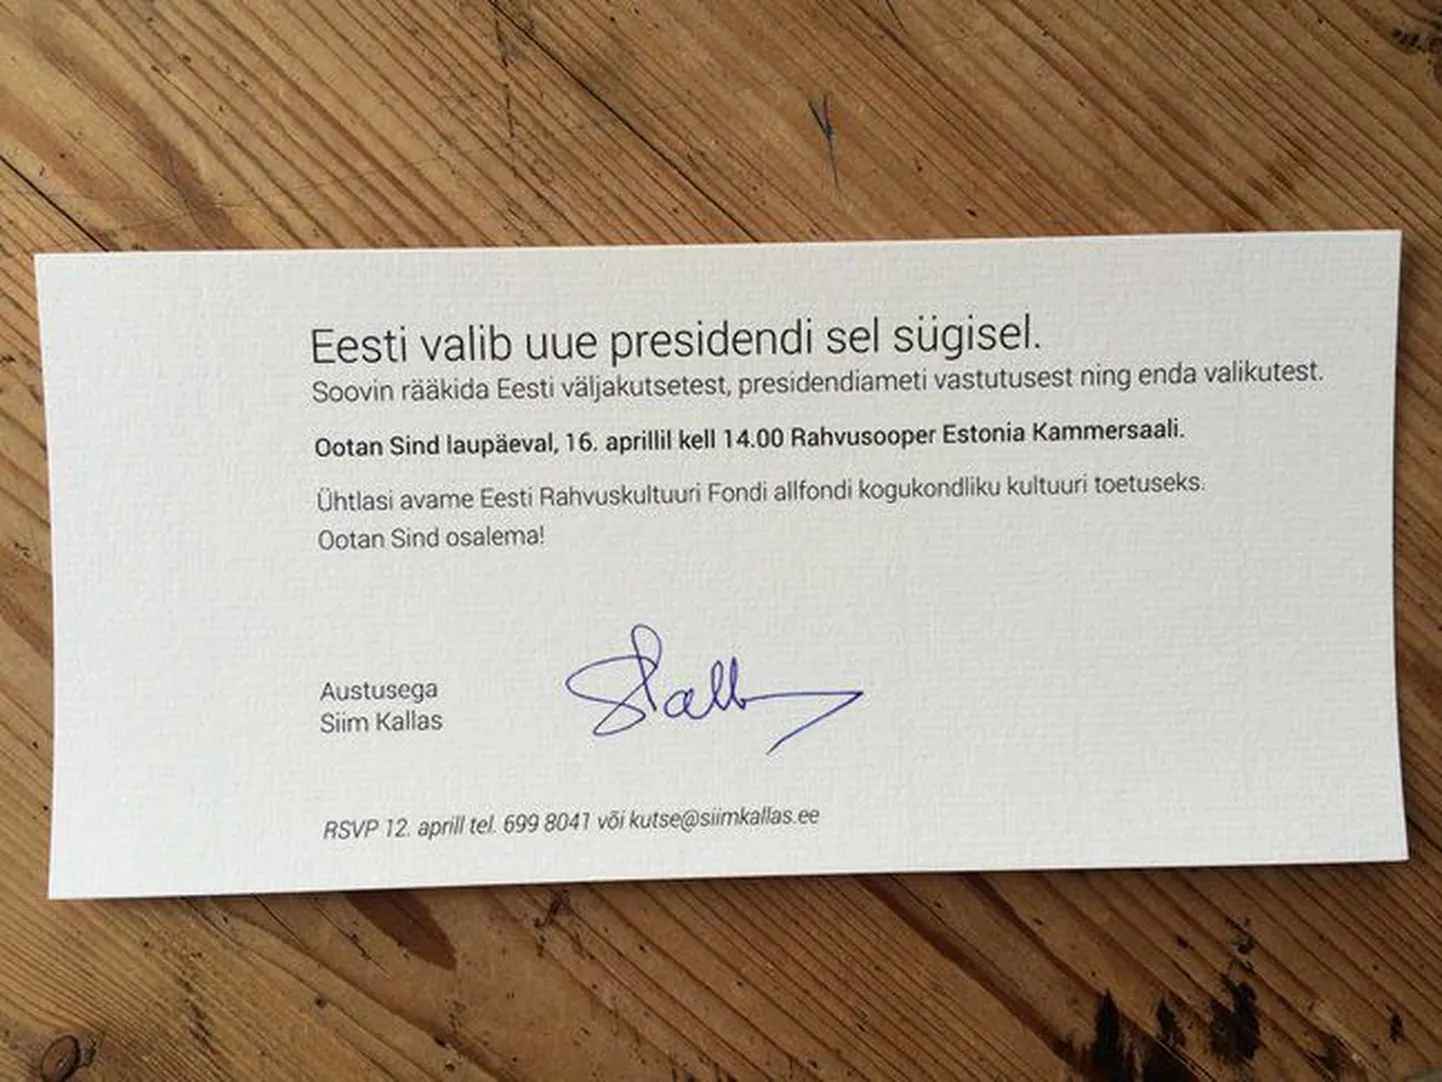 Eesti valib uue presidendi sel sügisel.
Soovin rääkida Eesti väljakutsetest, presidendiameti vastutusest ning enda valikutest.
Ootan Sind laupäeval, 16. aprillil kell 14.00 Rahvusooper Estonia Kammersaali.
Ühtlasi avame Eesti Rahvuskultuuri Fondi allfondi kogukondliku kultuuri toetuseks.
Ootan Sind osalema!
Austusega
Siim Kallas
RSVP 12. aprill tel. 699 8041 või kutse@siimkallas.ee